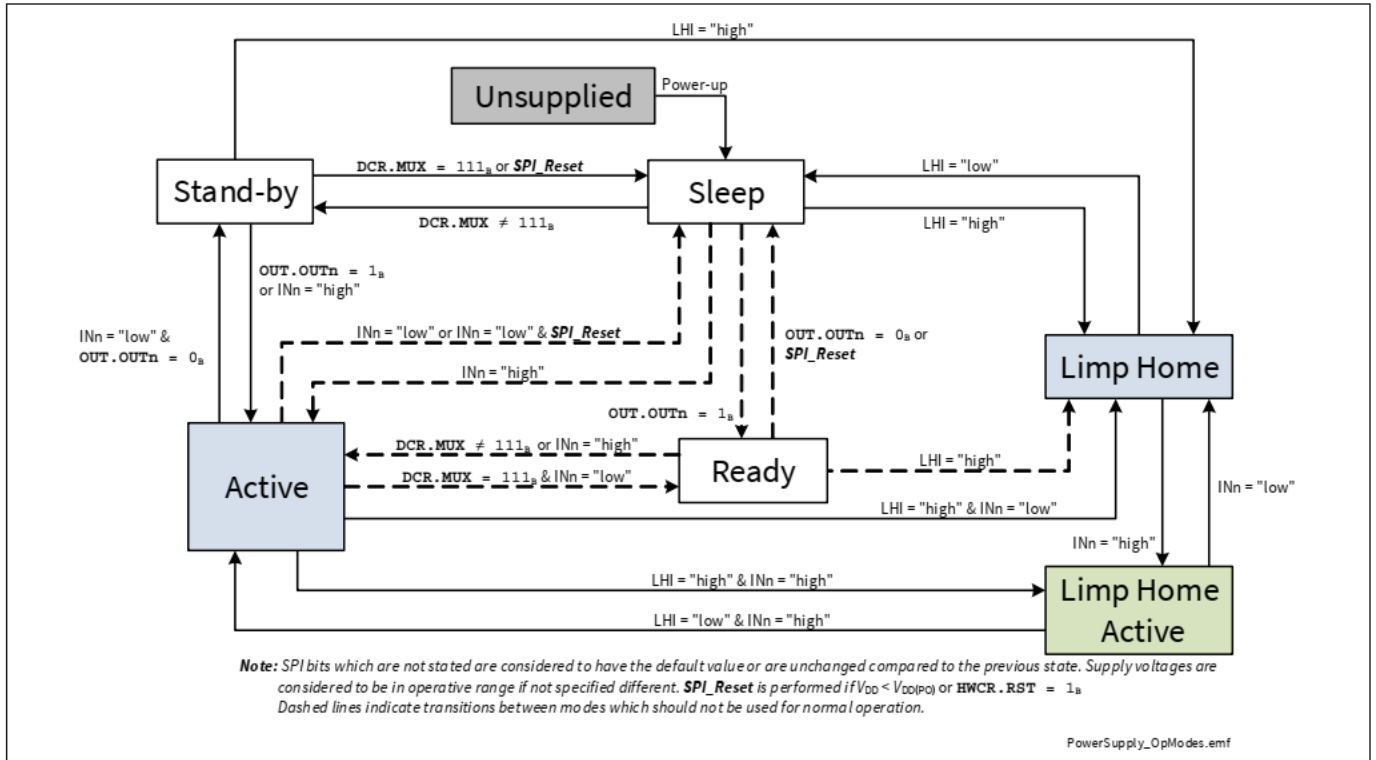 LHI = "high"
Unsupplied
Power-up
DCR.MUX = 111B or SPI_Reset
LHI = "low"
Stand-by
Sleep
DCR.MUX ≠ 111B
LHI = "high"
OUT.OUTn = 1B
or INn = "high"
INn = "low" &
OUT.OUTn = 0B
INn = "low" or INn = "low" & SPI_Reset
OUT.OUTn = 0B or
SPI_Reset
INn = "high"
Limp Home
OUT.OUTn = 1B
DCR.MUX ≠ 111B or INn = "high"
Active
Ready
LHI = "high"
DCR.MUX = 111B & INn = "low"
INn = "low"
LHI = "high" & INn = "low"
INn = "high"
LHI = "high" & INn = "high"
Limp Home
Active
LHI = "low" & INn = "high"
Note: SPI bits which are not stated are considered to have the default value or are unchanged compared to the previous state. Supply voltages are
considered to be in operative range if not specified different. SPI_Reset is performed if VDD < VDD(PO) or HWCR.RST = 1B
Dashed lines indicate transitions between modes which should not be used for normal operation.
PowerSupply_OpModes.emf